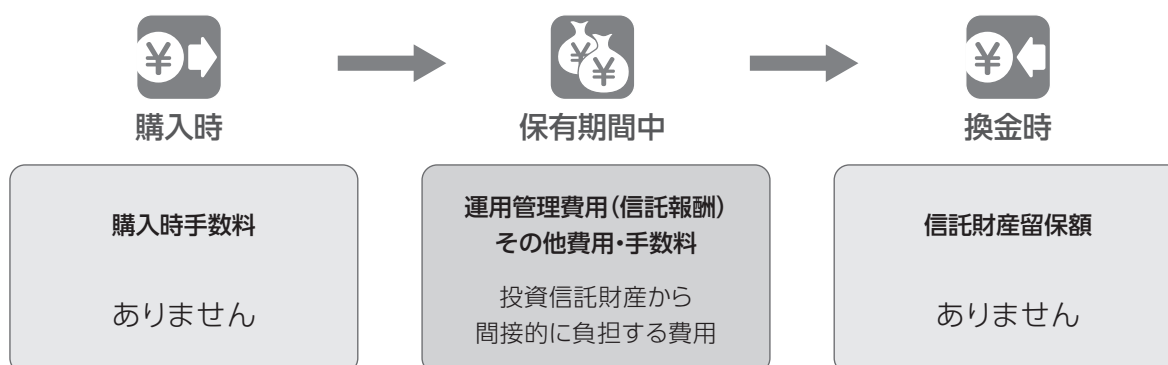 購入時
保有期間中
換金時
購入時手数料
ありません
運用管理費用(信託報酬)
その他費用・手数料
投資信託財産から
間接的に負担する費用
信託財産留保額
ありません